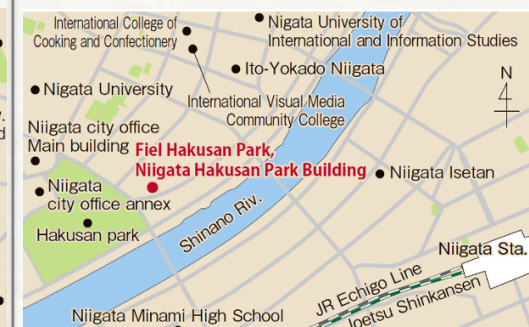 International College of
Cooking and Confectionery
Niigata University of
International and Information Studies
Ito-Yokado Niigata
N
Nigata University
International Visual Media
Community College
Niigata city office
Main building
Fiel Hakusan Park,
Niigata Hakusan Park Building
Niigata Isetan
Niigata
city office annex
Hakusan park
Shinano Riv.
Niigata Sta.
JR Echigo Line
Joetsu Shinkansen
Niigata Minami High School